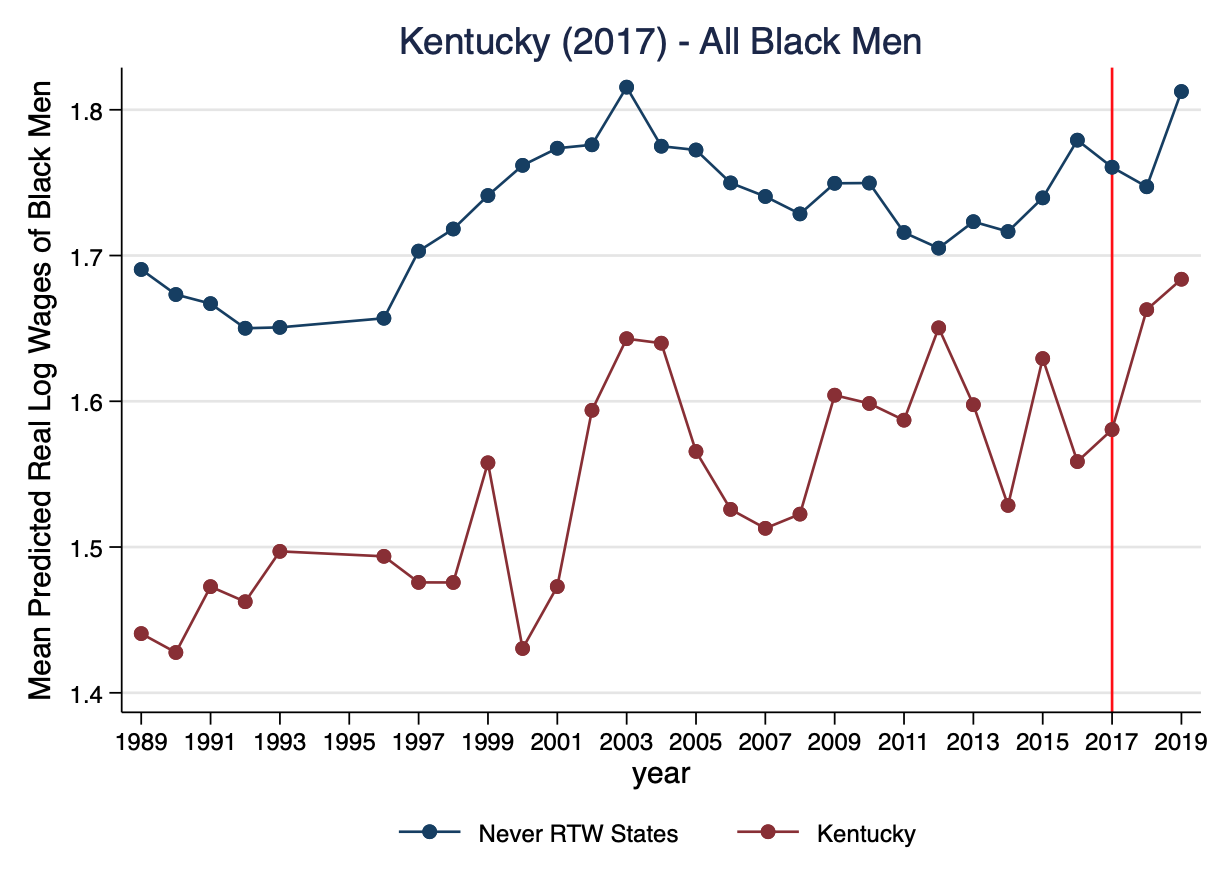 Kentucky (2017) - All Black Men
Mean Predicted Real Log Wages of Black Men
1.8
1.7
1.6
1.5
1.4
1989 1991 1993 1995 1997 1999 2001 2003 2005 2007 2009 2011 2013 2015 2017 2019
year
Never RTW States Kentucky